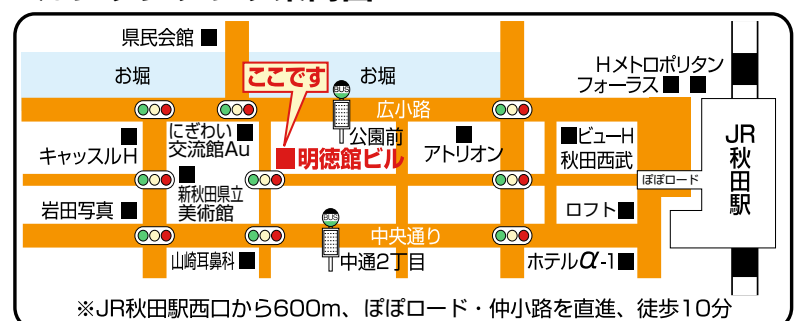 県民会館
お堀
ここです
お堀
Hメトロポリタン
フォーラス
BUS
広小路
公園前
キャッスルH
にぎわい
交流館Au
明徳館ビル
アトリオン
ビューH
秋田西武
JR
秋田駅
ぽぽロード
新秋田県立
美術館
岩田写真
ロフト
BUS
中央通り
山崎耳鼻科
中通2丁目
ホテルα-1
※JR秋田駅西口から600m、ぽぽロード・仲小路を直進、徒歩10分